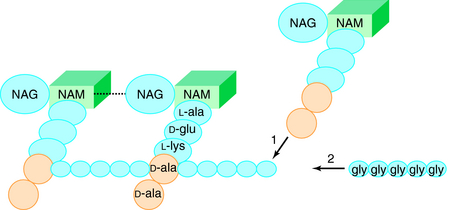 NAG NAM
NAG NAM NAG NAM
L-ala
D-glu
L-lys
1
2
D-ala
gly gly gly gly gly
D-ala